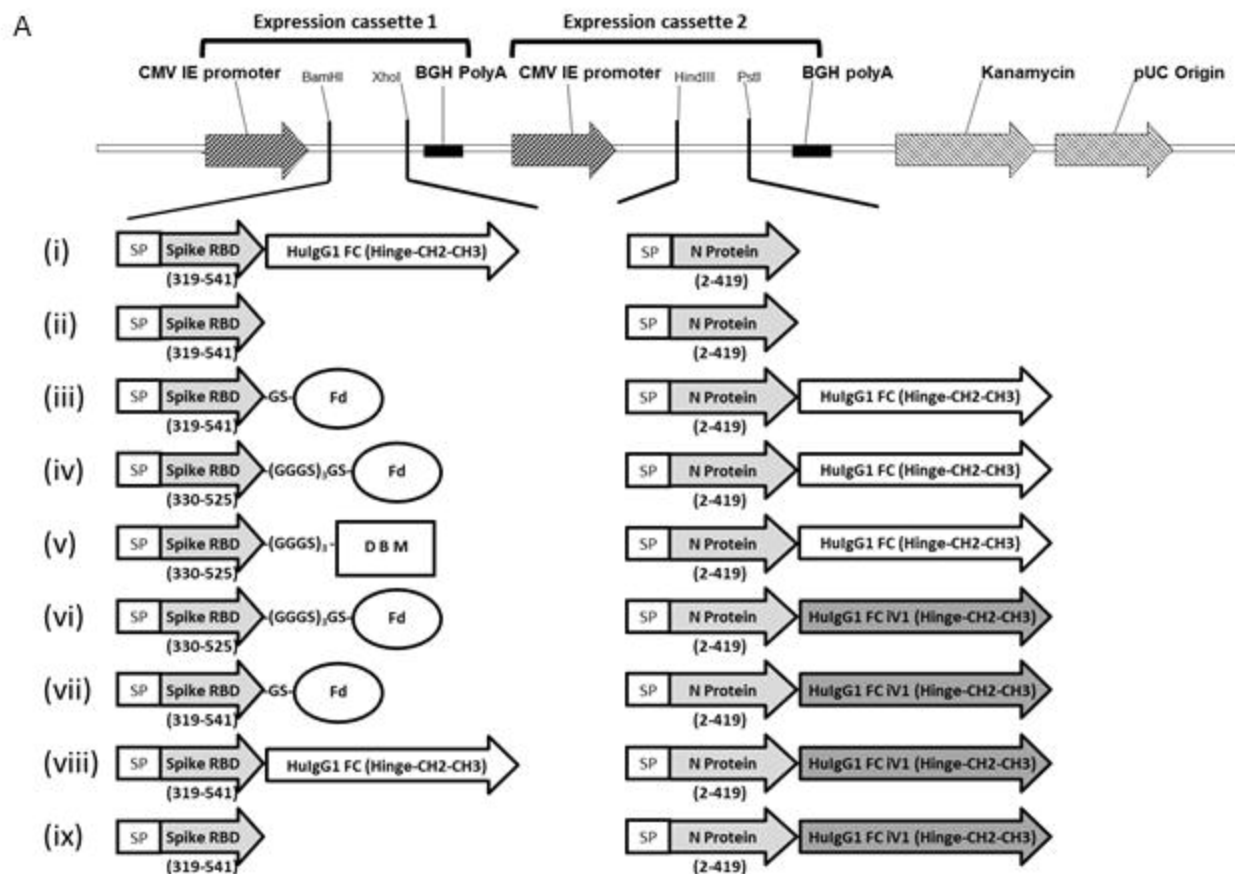 A
Expression cassette 1 Expression cassette 2
CMV IE promoter BamHI XhoI BGH PolyA CMV IE promoter HindIII PstI BGH polyA Kanamycin pUC Origin
(i) SP Spike RBD HuIgG1 FC (Hinge-CH2-CH3) SP N Protein
(319-541) (2-419)
(ii) SP Spike RBD SP N Protein
(319-541) (2-419)
(iii) SP Spike RBD -GS- Fd SP N Protein HuIgG1 FC (Hinge-CH2-CH3)
(319-541) (2-419)
(iv) SP Spike RBD -(GGGS)₃GS- Fd SP N Protein HuIgG1 FC (Hinge-CH2-CH3)
(330-525) (2-419)
(v) SP Spike RBD -(GGGS)₃- D B M SP N Protein HuIgG1 FC (Hinge-CH2-CH3)
(330-525) (2-419)
(vi) SP Spike RBD -(GGGS)₃GS- Fd SP N Protein HuIgG1 FC iV1 (Hinge-CH2-CH3)
(330-525) (2-419)
(vii) SP Spike RBD -GS- Fd SP N Protein HuIgG1 FC iV1 (Hinge-CH2-CH3)
(319-541) (2-419)
(viii) SP Spike RBD HuIgG1 FC (Hinge-CH2-CH3) SP N Protein HuIgG1 FC iV1 (Hinge-CH2-CH3)
(319-541) (2-419)
(ix) SP Spike RBD SP N Protein HuIgG1 FC iV1 (Hinge-CH2-CH3)
(319-541) (2-419)